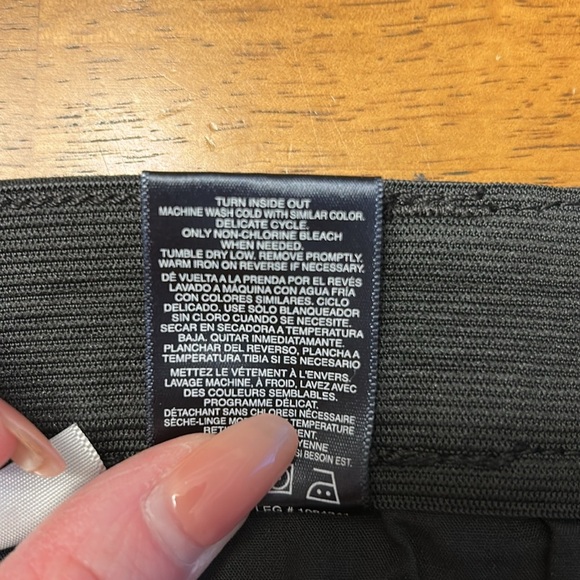 TURN INSIDE OUT
MACHINE WASH COLD WITH SIMILAR COLOR.
DELICATE CYCLE.
ONLY NON-CHLORINE BLEACH
WHEN NEEDED.
TUMBLE DRY LOW. REMOVE PROMPTLY.
WARM IRON ON REVERSE IF NECESSARY.
DÉ VUELTA A LA PRENDA POR EL REVÉS
LAVADO A MÁQUINA CON AGUA FRÍA
CON COLORES SIMILARES. CICLO
DELICADO. USE SÓLO BLANQUEADOR
SIN CLORO CUANDO SE NECESITE.
SECAR EN SECADORA A TEMPERATURA
BAJA. QUITAR INMEDIATAMENTE.
PLANCHAR DEL REVERSO, PLANCHA A
TEMPERATURA TIBIA SI ES NECESARIO
METTEZ LE VÊTEMENT À L'ENVERS.
LAVAGE MACHINE, À FROID, LAVEZ AVEC
DES COULEURS SEMBLABLES.
PROGRAMME DÉLICAT.
DÉTACHANT SANS CHLORE SI NÉCESSAIRE
SÈCHE-LINGE TEMPÉRATURE
SI BESOIN EST.